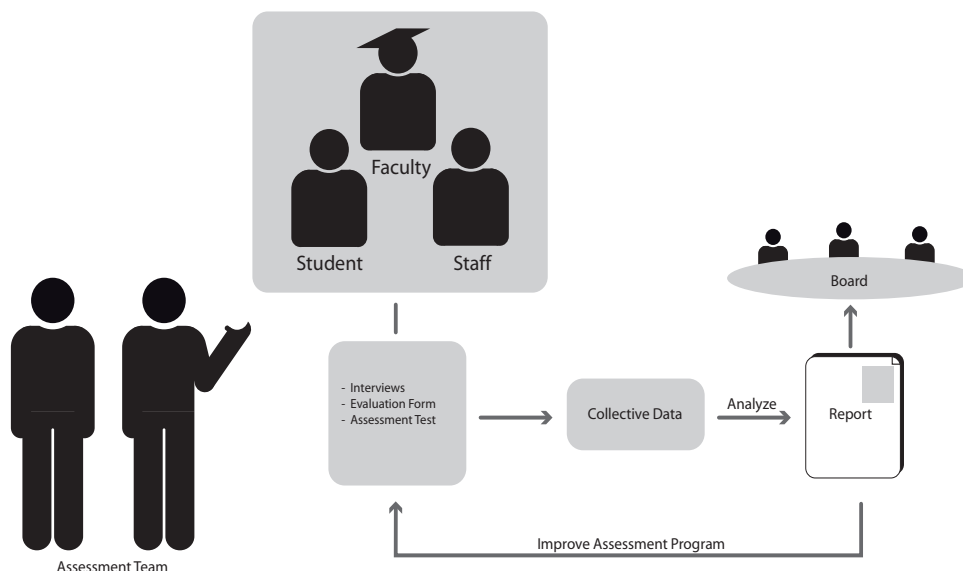 Faculty
Student
Staff
Board
- Interviews
- Evaluation Form
- Assessment Test
Collective Data
Analyze
Report
Improve Assessment Program
Assessment Team